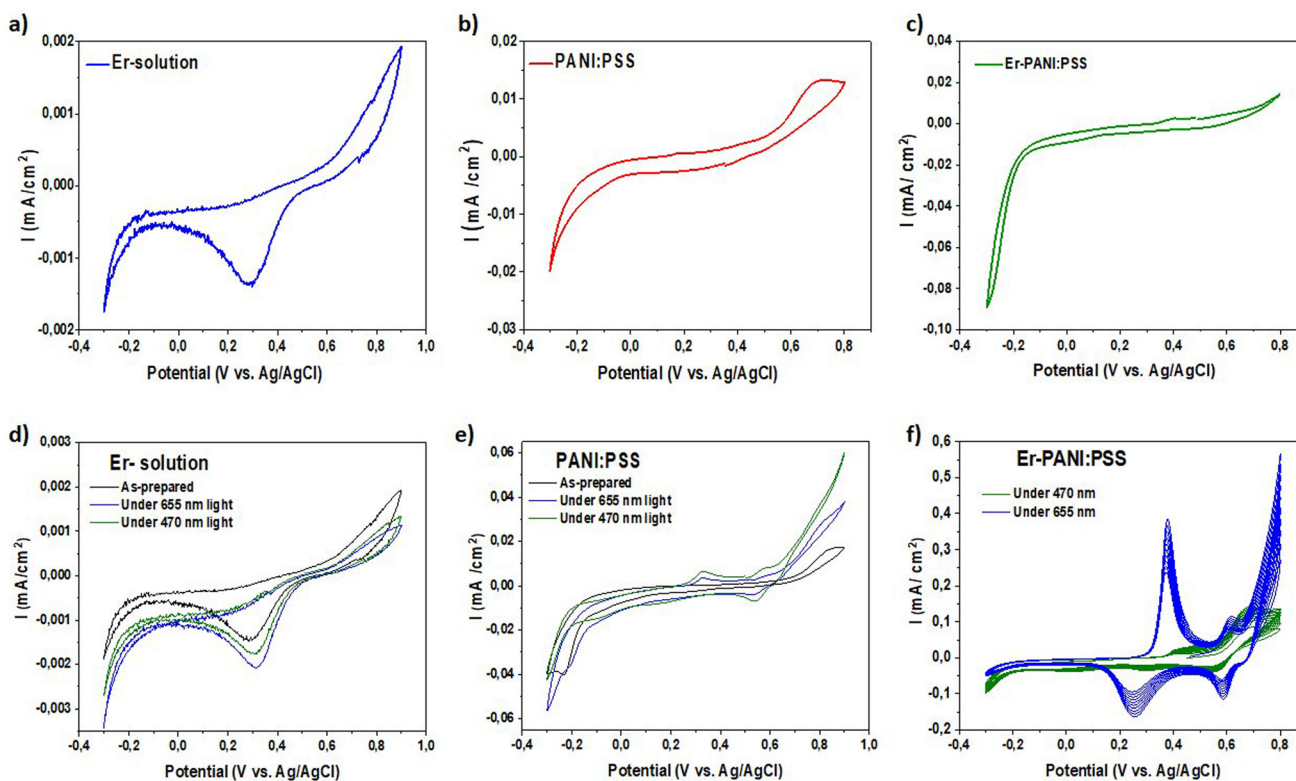 a)
0,002
0,001
0,000
-0,001
-0,002
I (mA/cm²)
Er-solution
-0,4 -0,2 0,0 0,2 0,4 0,6 0,8 1,0
Potential (V vs. Ag/AgCl)
b)
0,02
0,01
0,00
-0,01
-0,02
-0,03
I (mA /cm²)
PANI:PSS
-0,4 -0,2 0,0 0,2 0,4 0,6 0,8
Potential (V vs. Ag/AgCl)
c)
0,04
0,02
0,00
-0,02
-0,04
-0,06
-0,08
-0,10
I (mA/ cm²)
Er-PANI:PSS
-0,4 -0,2 0,0 0,2 0,4 0,6 0,8
Potential (V vs. Ag/AgCl)
d)
0,003
0,002
0,001
0,000
-0,001
-0,002
-0,003
I (mA/cm²)
Er- solution
As-prepared
Under 655 nm light
Under 470 nm light
-0,4 -0,2 0,0 0,2 0,4 0,6 0,8 1,0
Potential (V vs. Ag/AgCl)
e)
0,06
0,04
0,02
0,00
-0,02
-0,04
-0,06
I (mA/cm²)
PANI:PSS
As-prepared
Under 655 nm light
Under 470 nm light
-0,4 -0,2 0,0 0,2 0,4 0,6 0,8 1,0
Potential (V vs. Ag/AgCl)
f)
0,6
0,5
0,4
0,3
0,2
0,1
0,0
-0,1
-0,2
I (mA/cm²)
Er-PANI:PSS
Under 470 nm
Under 655 nm
-0,4 -0,2 0,0 0,2 0,4 0,6 0,8
Potential (V vs. Ag/AgCl)